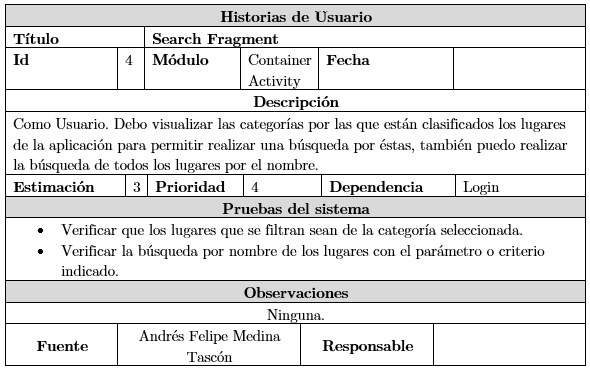 Historias de Usuario
Título Search Fragment
Id 4 Módulo Container Activity Fecha
Descripción
Como Usuario. Debo visualizar las categorías por las que están clasificados los lugares
de la aplicación para permitir realizar una búsqueda por éstas, también puedo realizar
la búsqueda de todos los lugares por el nombre.
Estimación 3 Prioridad 4 Dependencia Login
Pruebas del sistema
• Verificar que los lugares que se filtran sean de la categoría seleccionada.
• Verificar la búsqueda por nombre de los lugares con el parámetro o criterio
indicado.
Observaciones
Ninguna.
Fuente Andrés Felipe Medina Tascón Responsable